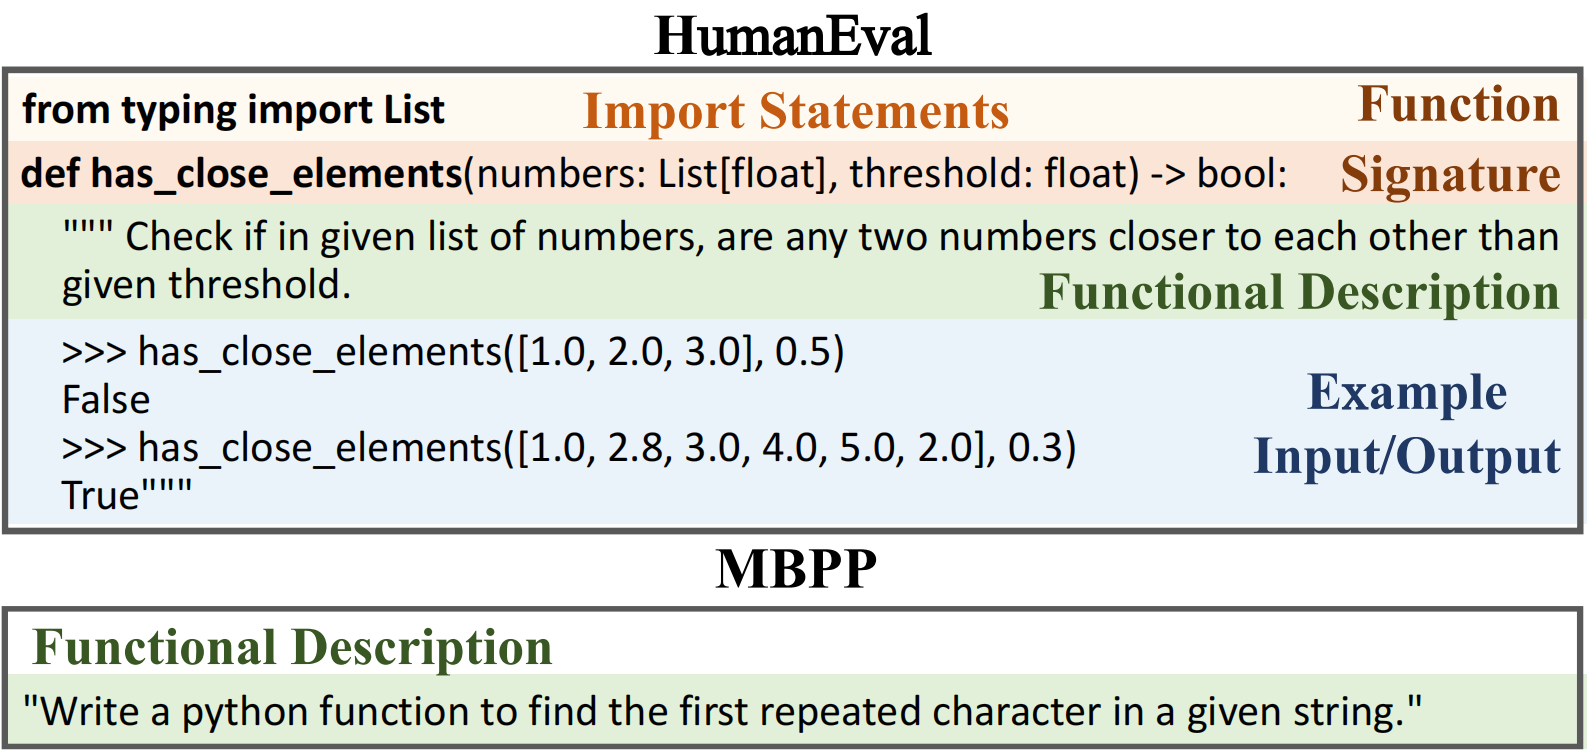 HumanEval
from typing import List
Import Statements
Function
def has_close_elements(numbers: List[float], threshold: float) -> bool:
Signature
""" Check if in given list of numbers, are any two numbers closer to each other than
given threshold.
Functional Description
>>> has_close_elements([1.0, 2.0, 3.0], 0.5)
False
>>> has_close_elements([1.0, 2.8, 3.0, 4.0, 5.0, 2.0], 0.3)
True"""
Example
Input/Output
MBPP
Functional Description
"Write a python function to find the first repeated character in a given string."